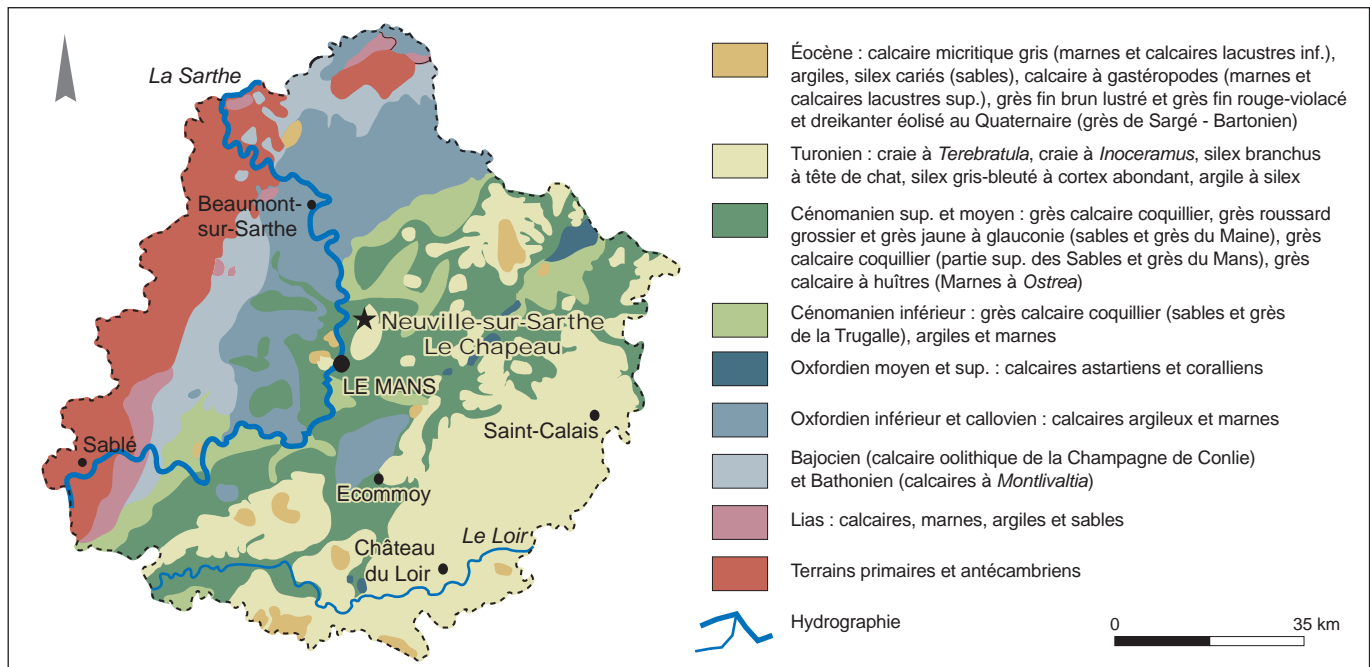 La Sarthe
Beaumont-
sur-Sarthe
Neuville-sur-Sarthe
Le Chapeau
LE MANS
Saint-Calais
Sablé
Ecommoy
Le Loir
Château
du Loir
Éocène : calcaire micritique gris (marnes et calcaires lacustres inf.),
argiles, silex cariés (sables), calcaire à gastéropodes (marnes et
calcaires lacustres sup.), grès fin brun lustré et grès fin rouge-violacé
et dreikanter éolisé au Quaternaire (grès de Sargé - Bartonien)
Turonien : craie à Terebratula, craie à Inoceramus, silex branchus
à tête de chat, silex gris-bleuté à cortex abondant, argile à silex
Cénomanien sup. et moyen : grès calcaire coquillier, grès roussard
grossier et grès jaune à glauconie (sables et grès du Maine), grès
calcaire coquillier (partie sup. des Sables et grès du Mans), grès
calcaire à huîtres (Marnes à Ostrea)
Cénomanien inférieur : grès calcaire coquillier (sables et grès
de la Trugalle), argiles et marnes
Oxfordien moyen et sup. : calcaires astartiens et coralliens
Oxfordien inférieur et callovien : calcaires argileux et marnes
Bajocien (calcaire oolithique de la Champagne de Conlie)
et Bathonien (calcaires à Montlivaltia)
Lias : calcaires, marnes, argiles et sables
Terrains primaires et antécambriens
Hydrographie
0 35 km